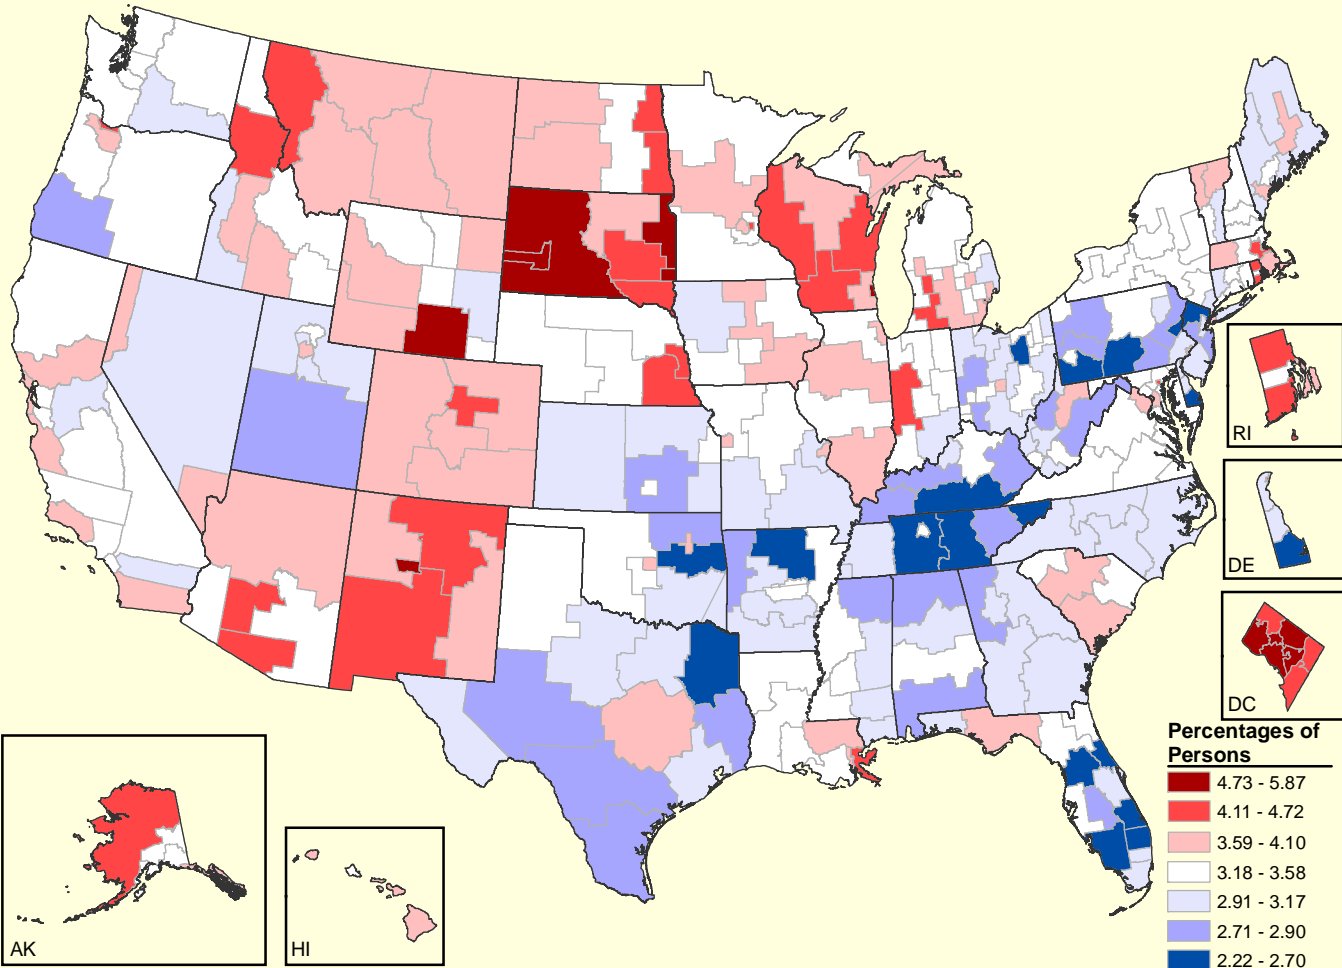 RI
DE
DC
AK
HI
Percentages of
Persons
4.73 - 5.87
4.11 - 4.72
3.59 - 4.10
3.18 - 3.58
2.91 - 3.17
2.71 - 2.90
2.22 - 2.70